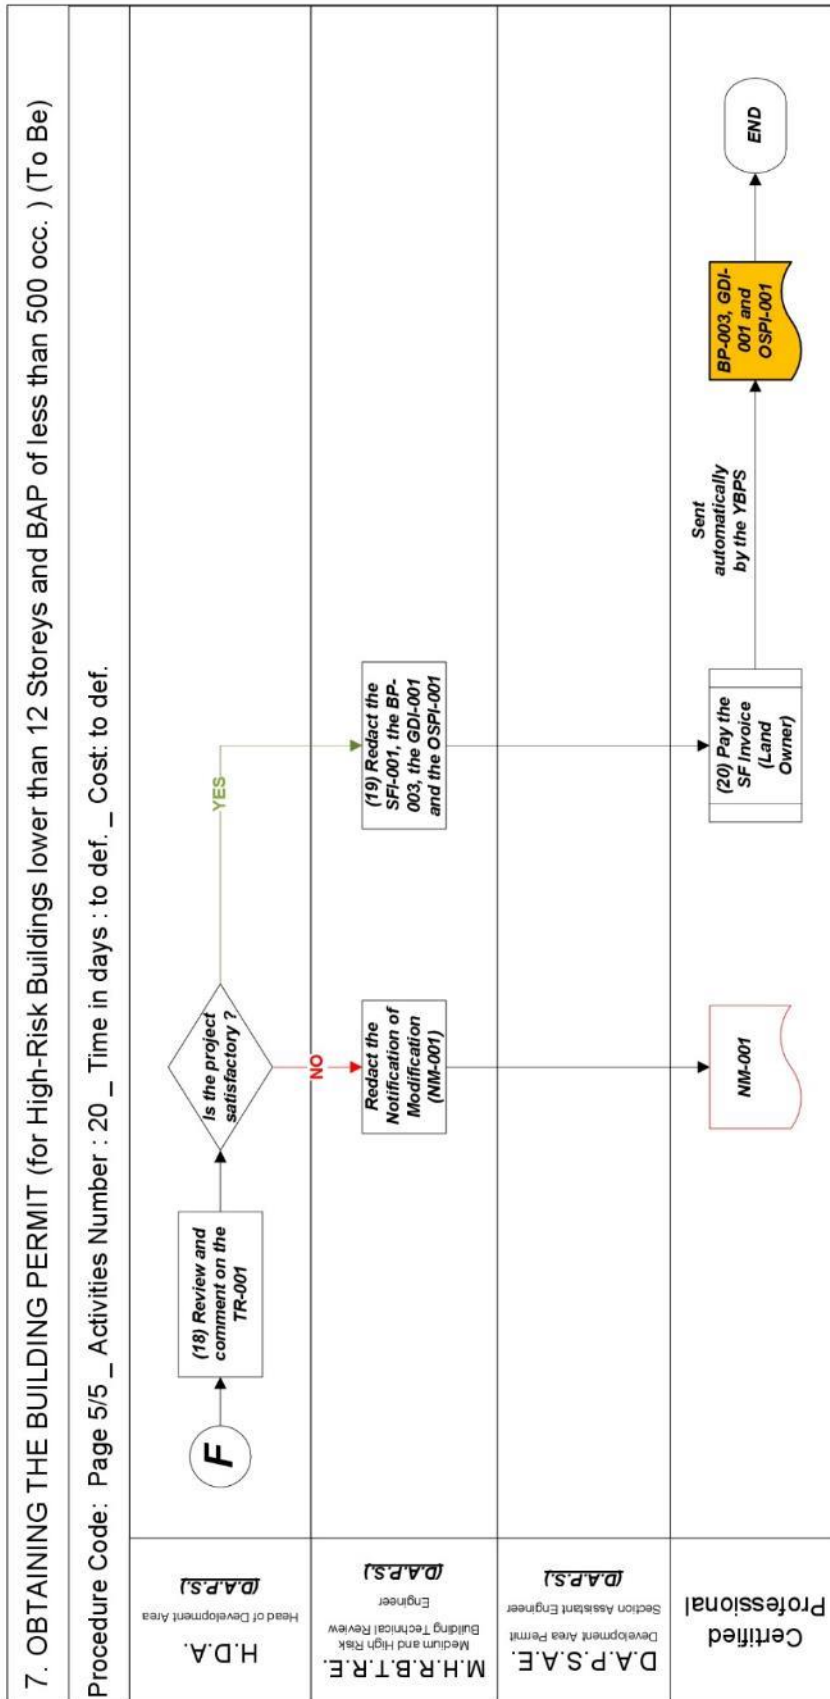 7. OBTAINING THE BUILDING PERMIT (for High-Risk Buildings lower than 12 Storeys and BAP of less than 500 occ. ) (To Be)
Procedure Code: Page 5/5 _ Activities Number : 20 _ Time in days : to def. _ Cost: to def.
H.D.A.
Head of Development Area
(D.A.P.S.)
F
(18) Review and
comment on the
TR-001
Is the project
satisfactory ?
YES
NO
M.H.R.B.T.R.E.
Medium and High Risk
Building Technical Review
Engineer
(D.A.P.S.)
Redact the
Notification of
Modification
(NM-001)
(19) Redact the
SFI-001, the BP-
003, the GDI-001
and the OSPI-001
D.A.P.S.A.E.
Development Area Permit
Section Assistant Engineer
(D.A.P.S.)
Certified
Professional
NM-001
(20) Pay the
SF Invoice
(Land
Owner)
Sent
automatically
by the YBPS
BP-003, GDI-
001 and
OSPI-001
END